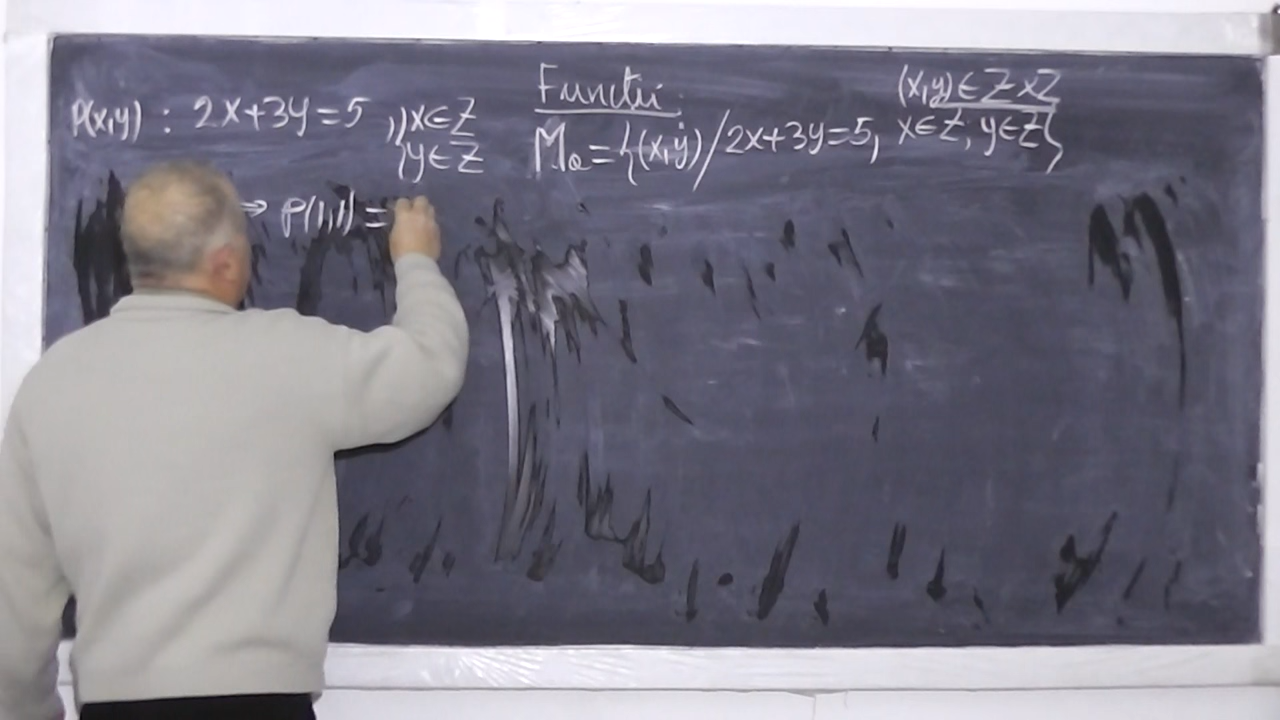 Functii
P(x,y) : 2x+3y=5 , { x∈Z
{ y∈Z
(x,y)∈Z×Z
Ma={(x,y)/2x+3y=5, x∈Z, y∈Z}
⇒ P(1,1) =